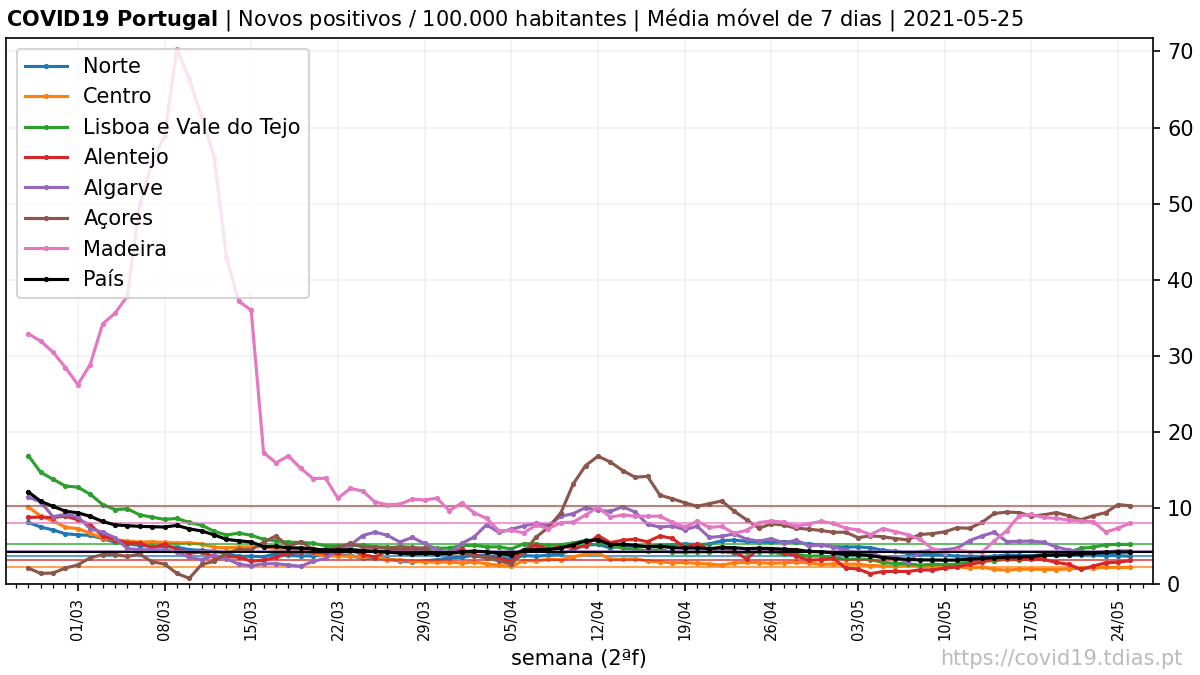 COVID19 Portugal | Novos positivos / 100.000 habitantes | Média móvel de 7 dias | 2021-05-25
Norte
Centro
Lisboa e Vale do Tejo
Alentejo
Algarve
Açores
Madeira
País
70
60
50
40
30
20
10
0
01/03
08/03
15/03
22/03
29/03
05/04
12/04
19/04
26/04
03/05
10/05
17/05
24/05
semana (2ªf)
https://covid19.tdias.pt